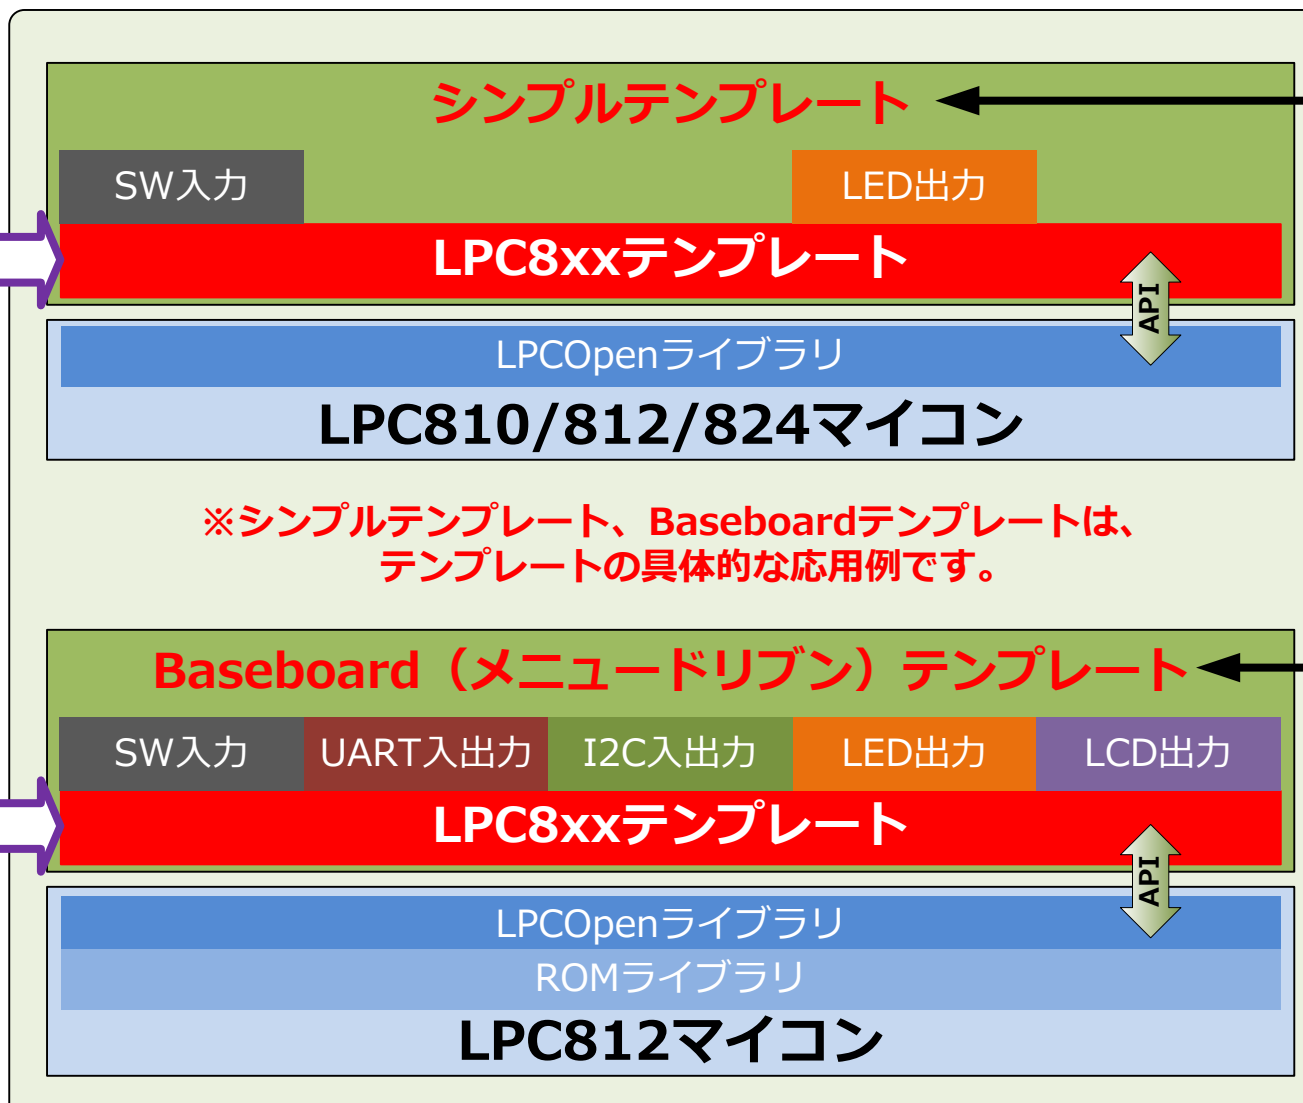 シンプルテンプレート
SW入力
LED出力
LPC8xxテンプレート
API
LPCOpenライブラリ
LPC810/812/824マイコン
※シンプルテンプレート、Baseboardテンプレートは、
テンプレートの具体的な応用例です。
Baseboard（メニュードリブン）テンプレート
SW入力 UART入出力 I2C入出力 LED出力 LCD出力
LPC8xxテンプレート
API
LPCOpenライブラリ
ROMライブラリ
LPC812マイコン